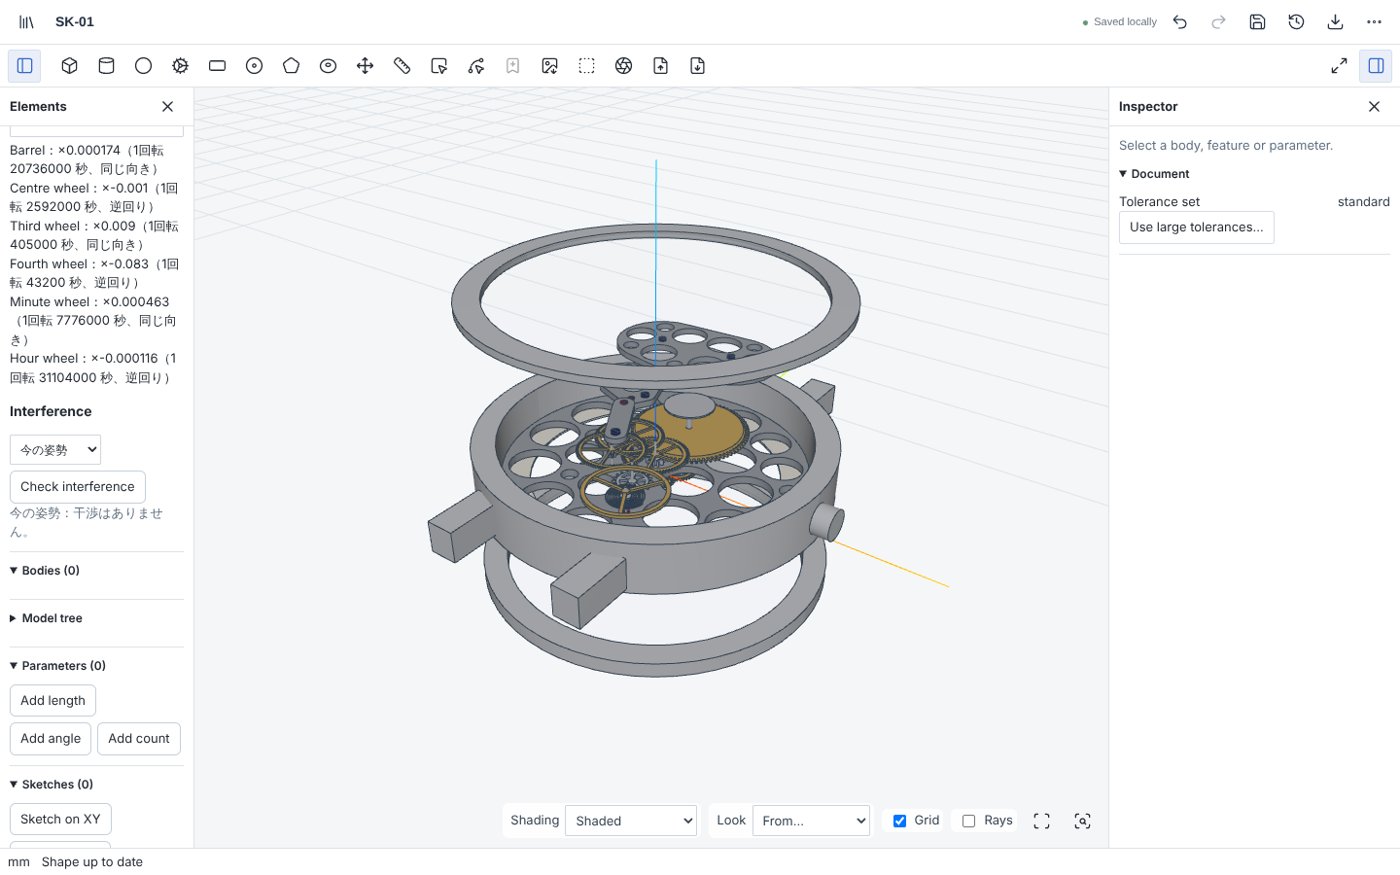 SK-01
Saved locally
Elements
Inspector
Barrel：×0.000174（1回転
20736000 秒、同じ向き）
Centre wheel：×-0.001（1回
転 2592000 秒、逆回り）
Third wheel：×0.009（1回転
405000 秒、同じ向き）
Fourth wheel：×-0.083（1回
転 43200 秒、逆回り）
Minute wheel：×0.000463
（1回転 7776000 秒、同じ向
き）
Hour wheel：×-0.000116（1
回転 31104000 秒、逆回り）
Interference
今の姿勢
Check interference
今の姿勢：干渉はありませ
ん。
Bodies (0)
Model tree
Parameters (0)
Add length
Add angle
Add count
Sketches (0)
Sketch on XY
Select a body, feature or parameter.
Document
Tolerance set
standard
Use large tolerances...
Shading
Shaded
Look
From...
Grid
Rays
mm
Shape up to date